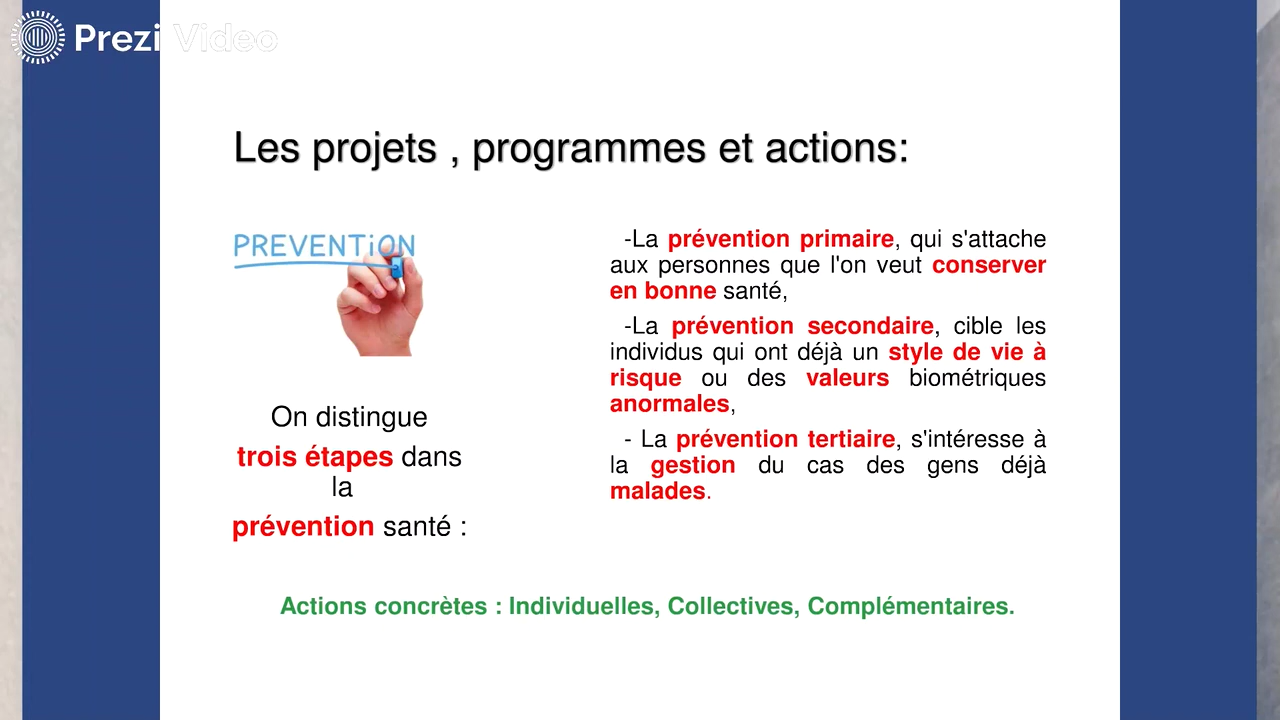 Prezi Video
Les projets , programmes et actions:
PREVENTiON
On distingue
trois étapes dans
la
prévention santé :
-La prévention primaire, qui s'attache
aux personnes que l'on veut conserver
en bonne santé,
-La prévention secondaire, cible les
individus qui ont déjà un style de vie à
risque ou des valeurs biométriques
anormales,
- La prévention tertiaire, s'intéresse à
la gestion du cas des gens déjà
malades.
Actions concrètes : Individuelles, Collectives, Complémentaires.